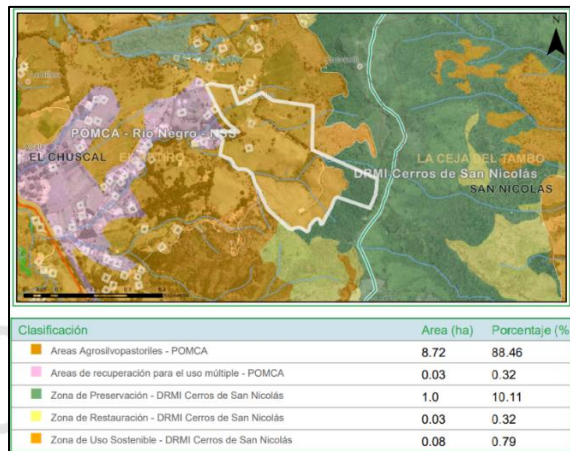 N
POMCA - Rio Negro - NSS
EL CHUSCAL
LA CEJA DEL TAMBO
DRMI Cerros de San Nicolás
SAN NICOLÁS
Clasificación Area (ha) Porcentaje (%
Areas Agrosilvopastoriles - POMCA 8.72 88.46
Areas de recuperación para el uso múltiple - POMCA 0.03 0.32
Zona de Preservación - DRMI Cerros de San Nicolás 1.0 10.11
Zona de Restauración - DRMI Cerros de San Nicolás 0.03 0.32
Zona de Uso Sostenible - DRMI Cerros de San Nicolás 0.08 0.79